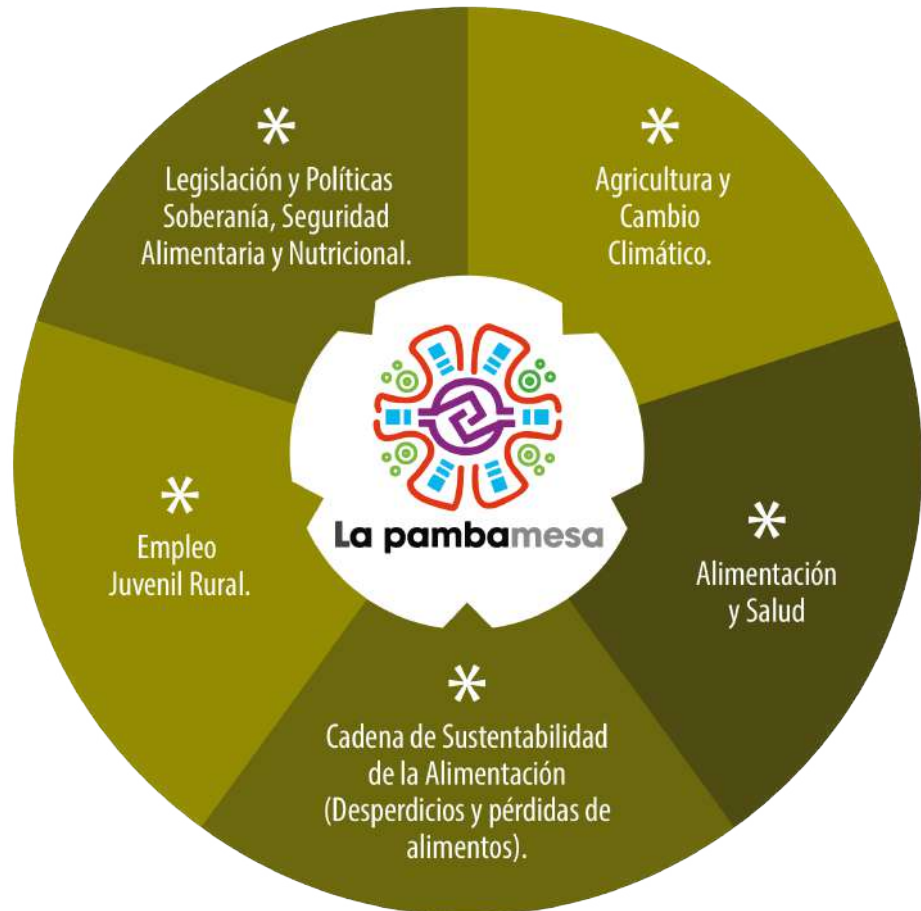 *
Legislación y Políticas
Soberanía, Seguridad
Alimentaria y Nutricional.
*
Agricultura y
Cambio
Climático.
La pambamesa
*
Empleo
Juvenil Rural.
*
Alimentación
y Salud
*
Cadena de Sustentabilidad
de la Alimentación
(Desperdicios y pérdidas de
alimentos).